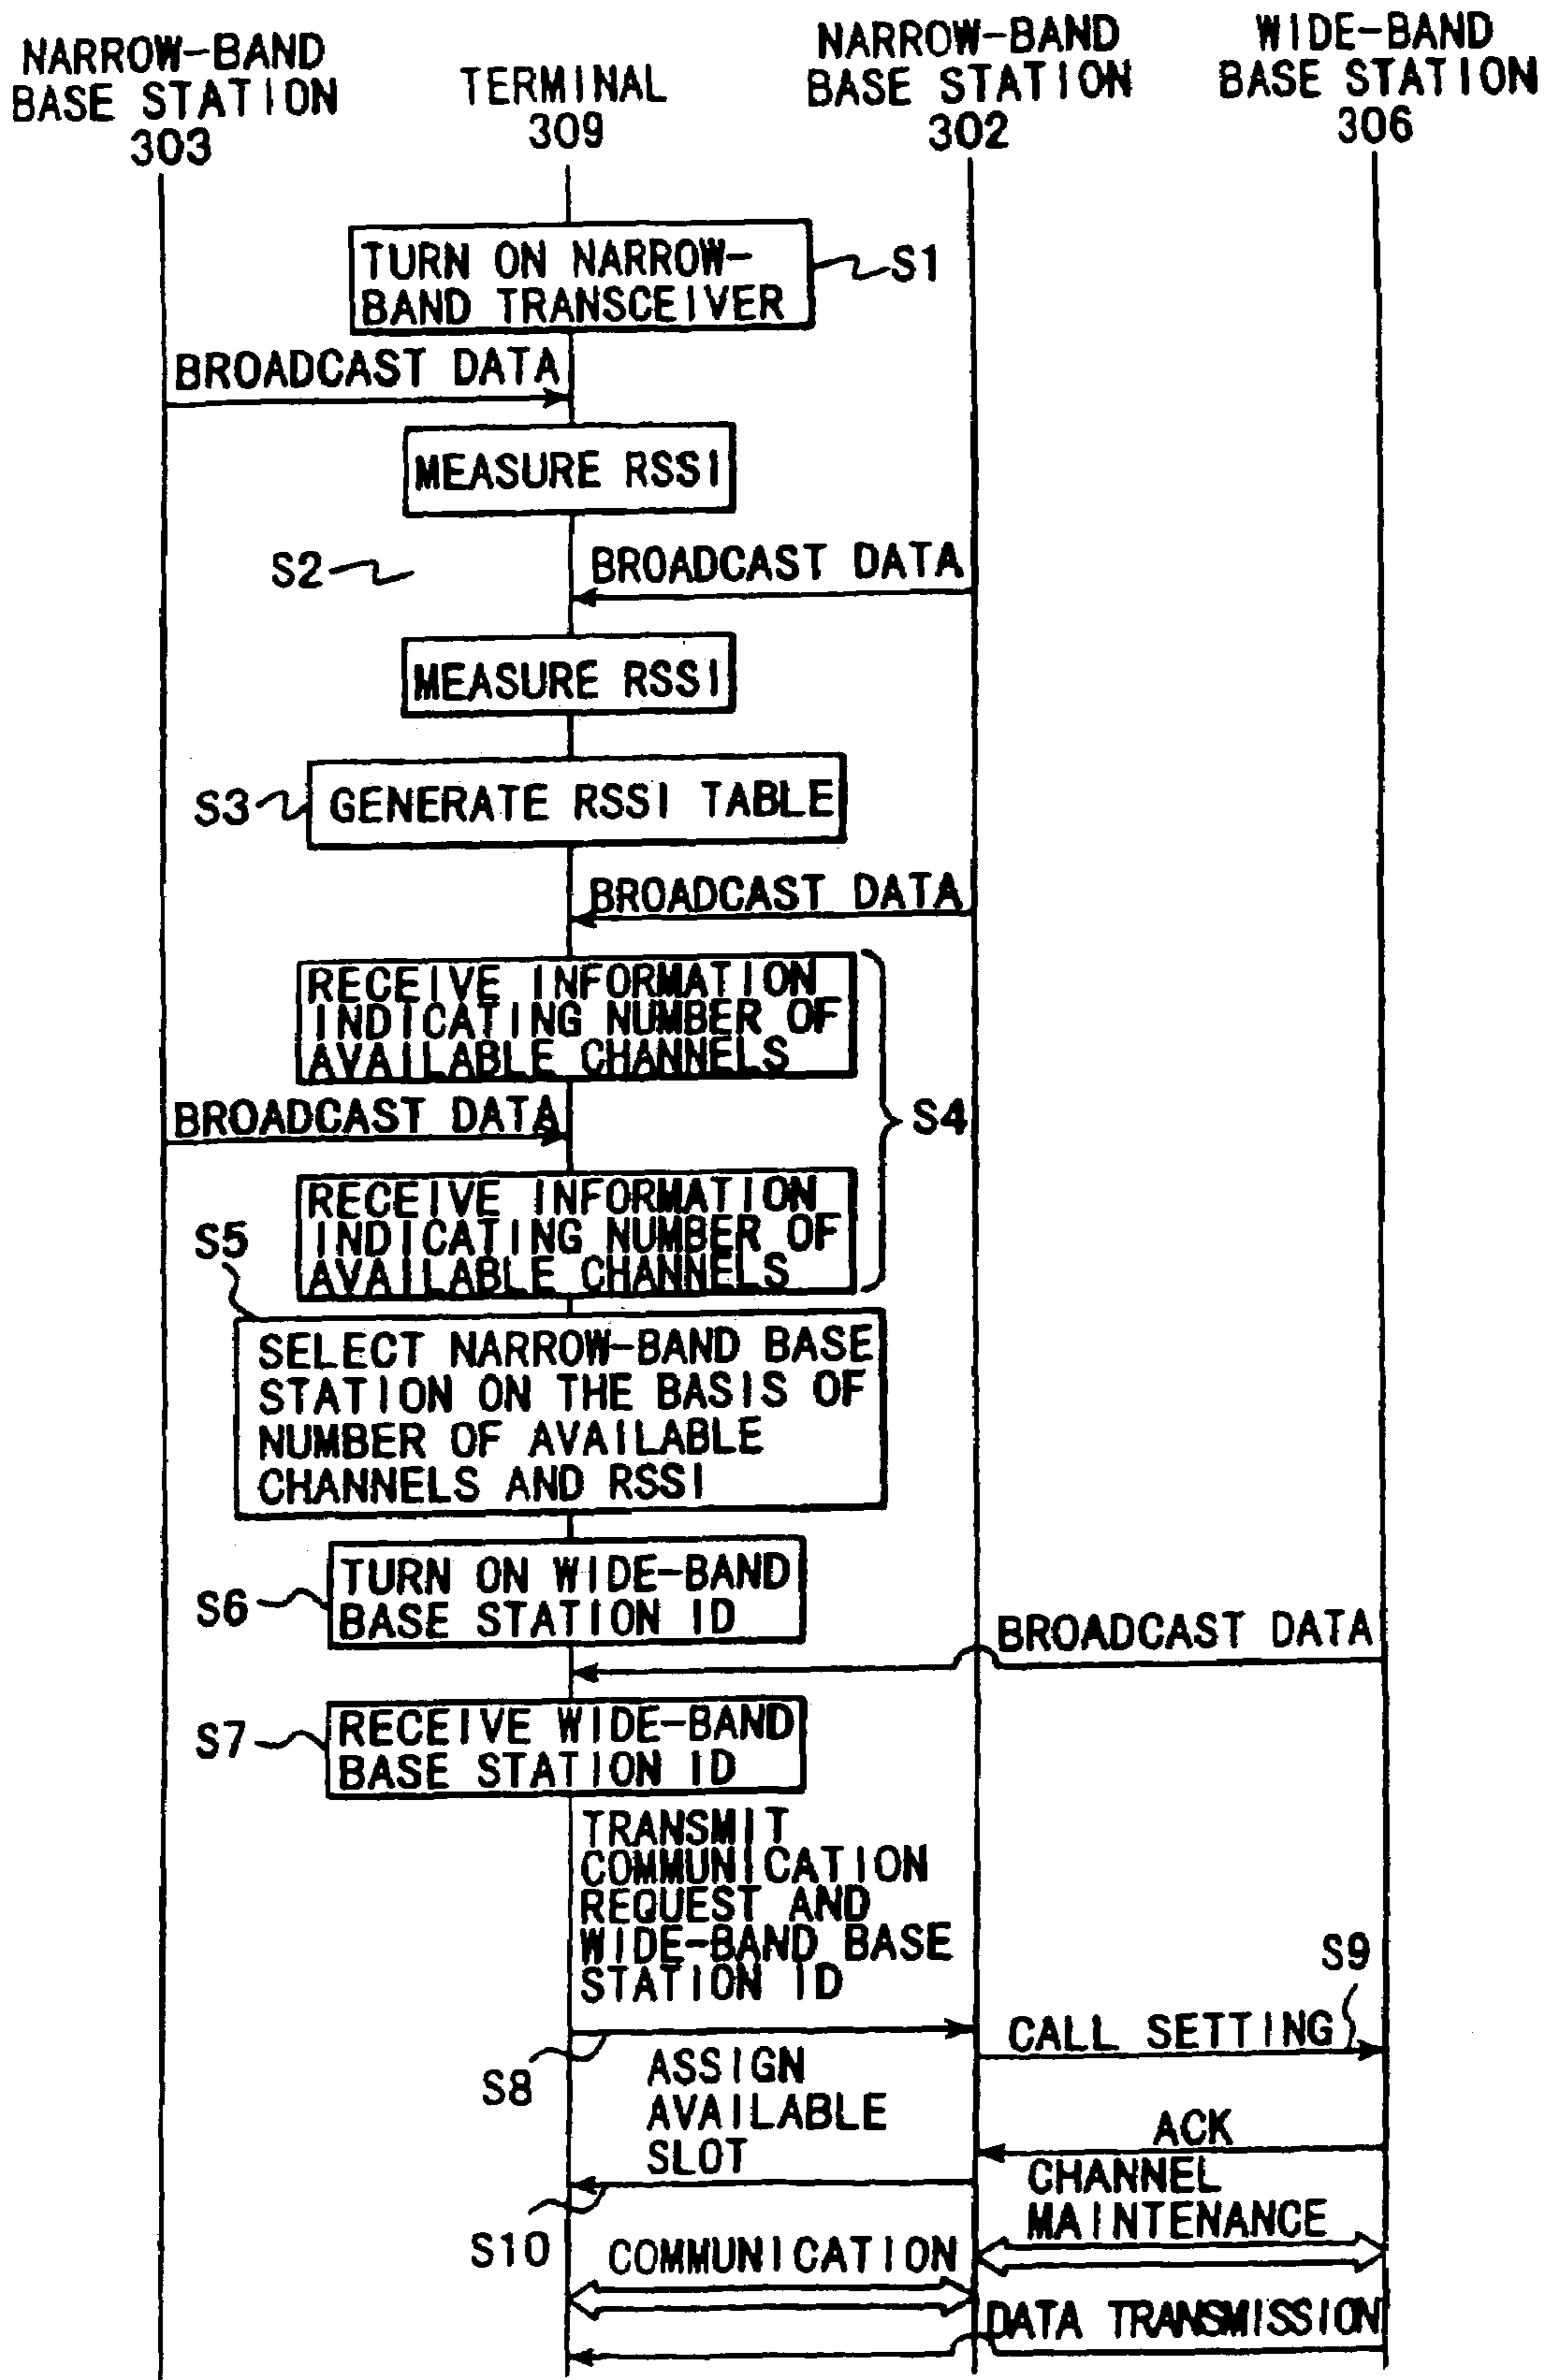 NARROW-BAND
BASE STATION
303
TERMINAL
309
NARROW-BAND
BASE STATION
302
WIDE-BAND
BASE STATION
306
TURN ON NARROW-
BAND TRANSCEIVER
S1
BROADCAST DATA
MEASURE RSSI
S2
BROADCAST DATA
MEASURE RSSI
S3
GENERATE RSSI TABLE
BROADCAST DATA
RECEIVE INFORMATION
INDICATING NUMBER OF
AVAILABLE CHANNELS
BROADCAST DATA
S4
RECEIVE INFORMATION
INDICATING NUMBER OF
AVAILABLE CHANNELS
S5
SELECT NARROW-BAND BASE
STATION ON THE BASIS OF
NUMBER OF AVAILABLE
CHANNELS AND RSSI
S6
TURN ON WIDE-BAND
BASE STATION ID
BROADCAST DATA
S7
RECEIVE WIDE-BAND
BASE STATION ID
TRANSMIT
COMMUNICATION
REQUEST AND
WIDE-BAND BASE
STATION ID
S9
CALL SETTING
S8
ASSIGN
AVAILABLE
SLOT
ACK
CHANNEL
MAINTENANCE
S10
COMMUNICATION
DATA TRANSMISSION